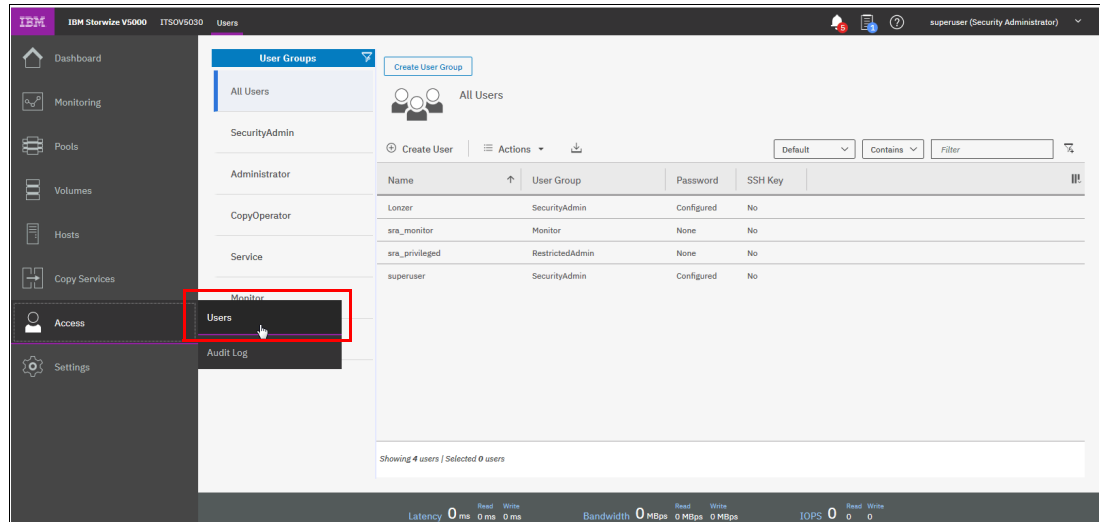 IBM IBM Storwize V5000 ITSOV5030 Users 5 1 ? superuser (Security Administrator)
Dashboard
Monitoring
Pools
Volumes
Hosts
Copy Services
Access
Settings
User Groups
All Users
SecurityAdmin
Administrator
CopyOperator
Service
Monitor
Users
Audit Log
Create User Group
All Users
Create User Actions Default Contains Filter
Name User Group Password SSH Key
Lonzer SecurityAdmin Configured No
sra_monitor Monitor None No
sra_privileged RestrictedAdmin None No
superuser SecurityAdmin Configured No
Showing 4 users | Selected 0 users
Read Write Read Write Read Write
Latency 0 ms 0 ms 0 ms Bandwidth 0 MBps 0 MBps 0 MBps IOPS 0 0 0